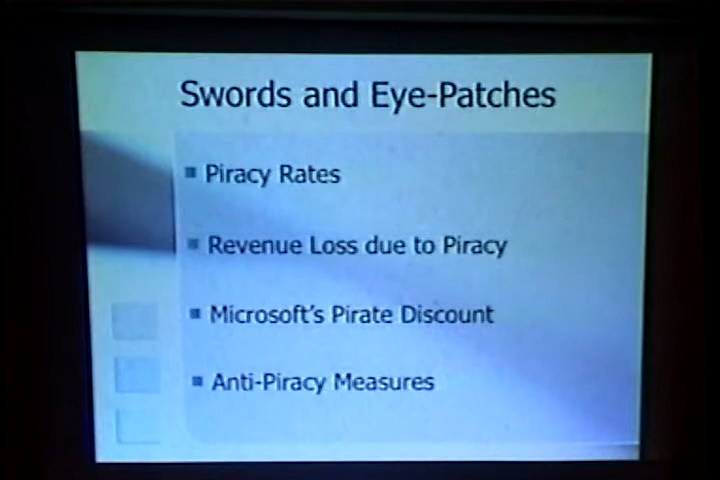 Swords and Eye-Patches
Piracy Rates
Revenue Loss due to Piracy
Microsoft's Pirate Discount
Anti-Piracy Measures